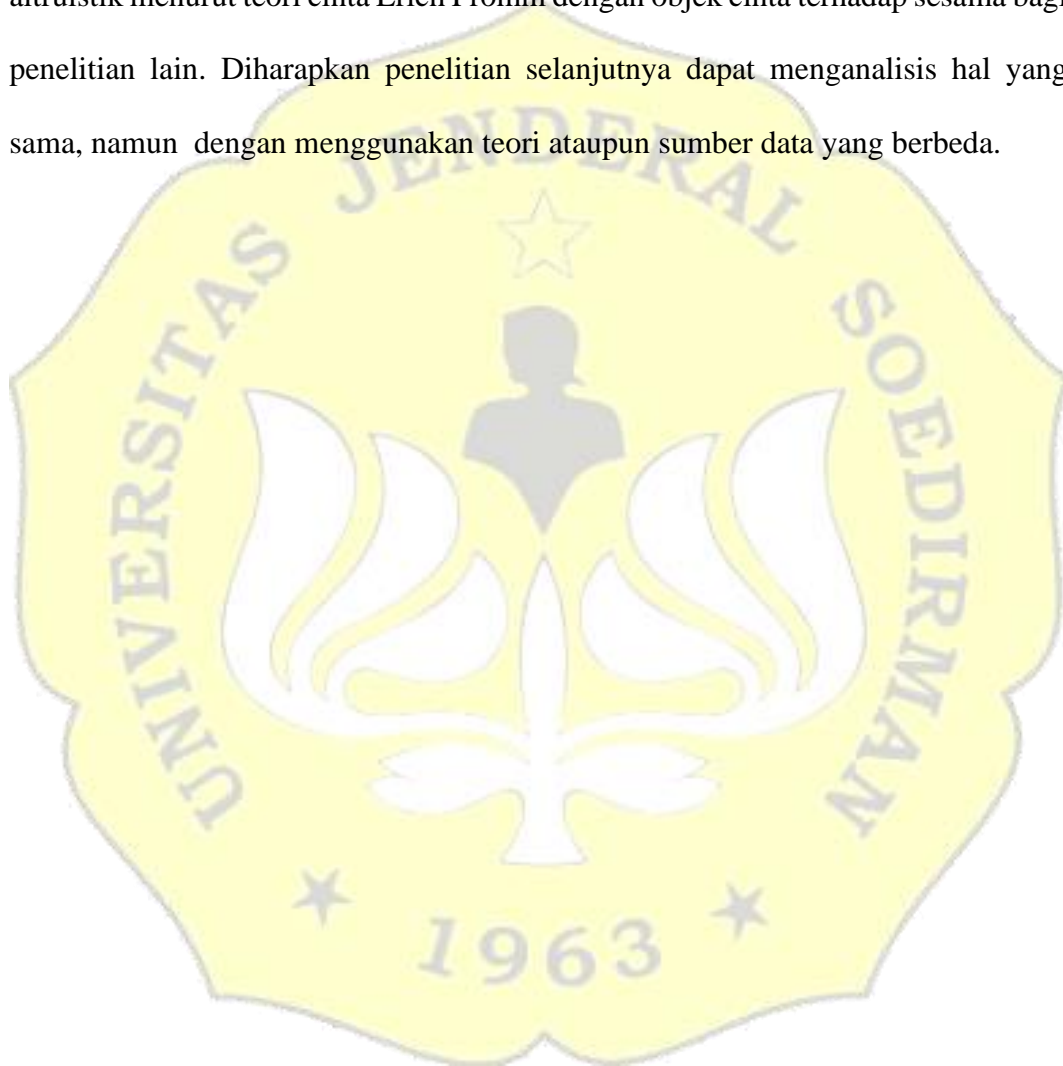 altruistik menurut teori cinta Erich Fromm dengan objek cinta terhadap sesama bagi
penelitian lain. Diharapkan penelitian selanjutnya dapat menganalisis hal yang
sama, namun dengan menggunakan teori ataupun sumber data yang berbeda.
UNIVERSITAS JENDERAL SOEDIRMAN
1963